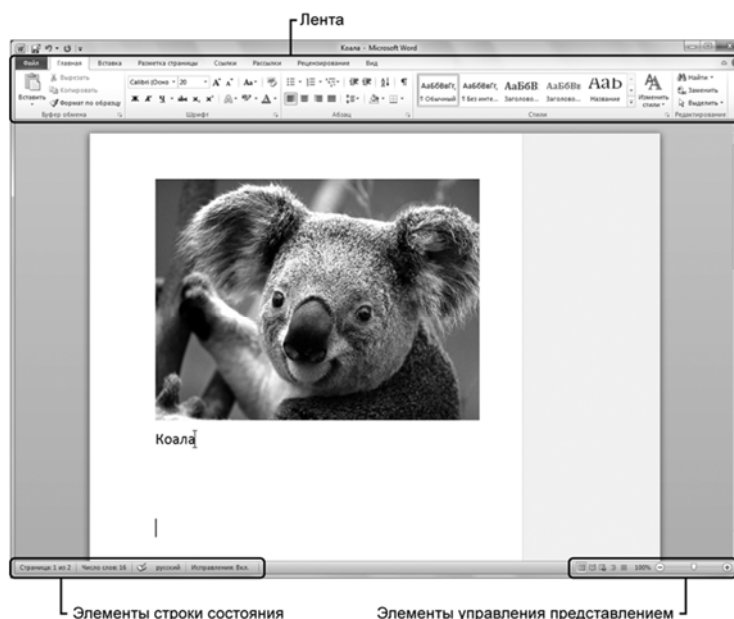 Лента
Коала - Microsoft Word
Файл Главная Вставка Разметка страницы Ссылки Рассылки Рецензирование Вид
Вставить
Вырезать
Копировать
Формат по образцу
Calibri (Осно 20
АаБбВвГг, АаБбВвГг, АаБбВ АаБбВв Aab
¶ Обычный ¶ Без инте... Заголово... Заголово... Название
Изменить стили
Найти
Заменить
Выделить
Буфер обмена Шрифт Абзац Стили Редактирование
Коала
Страница: 1 из 2 Число слов: 16 русский Исправления: Вкл. 100%
Элементы строки состояния Элементы управления представлением